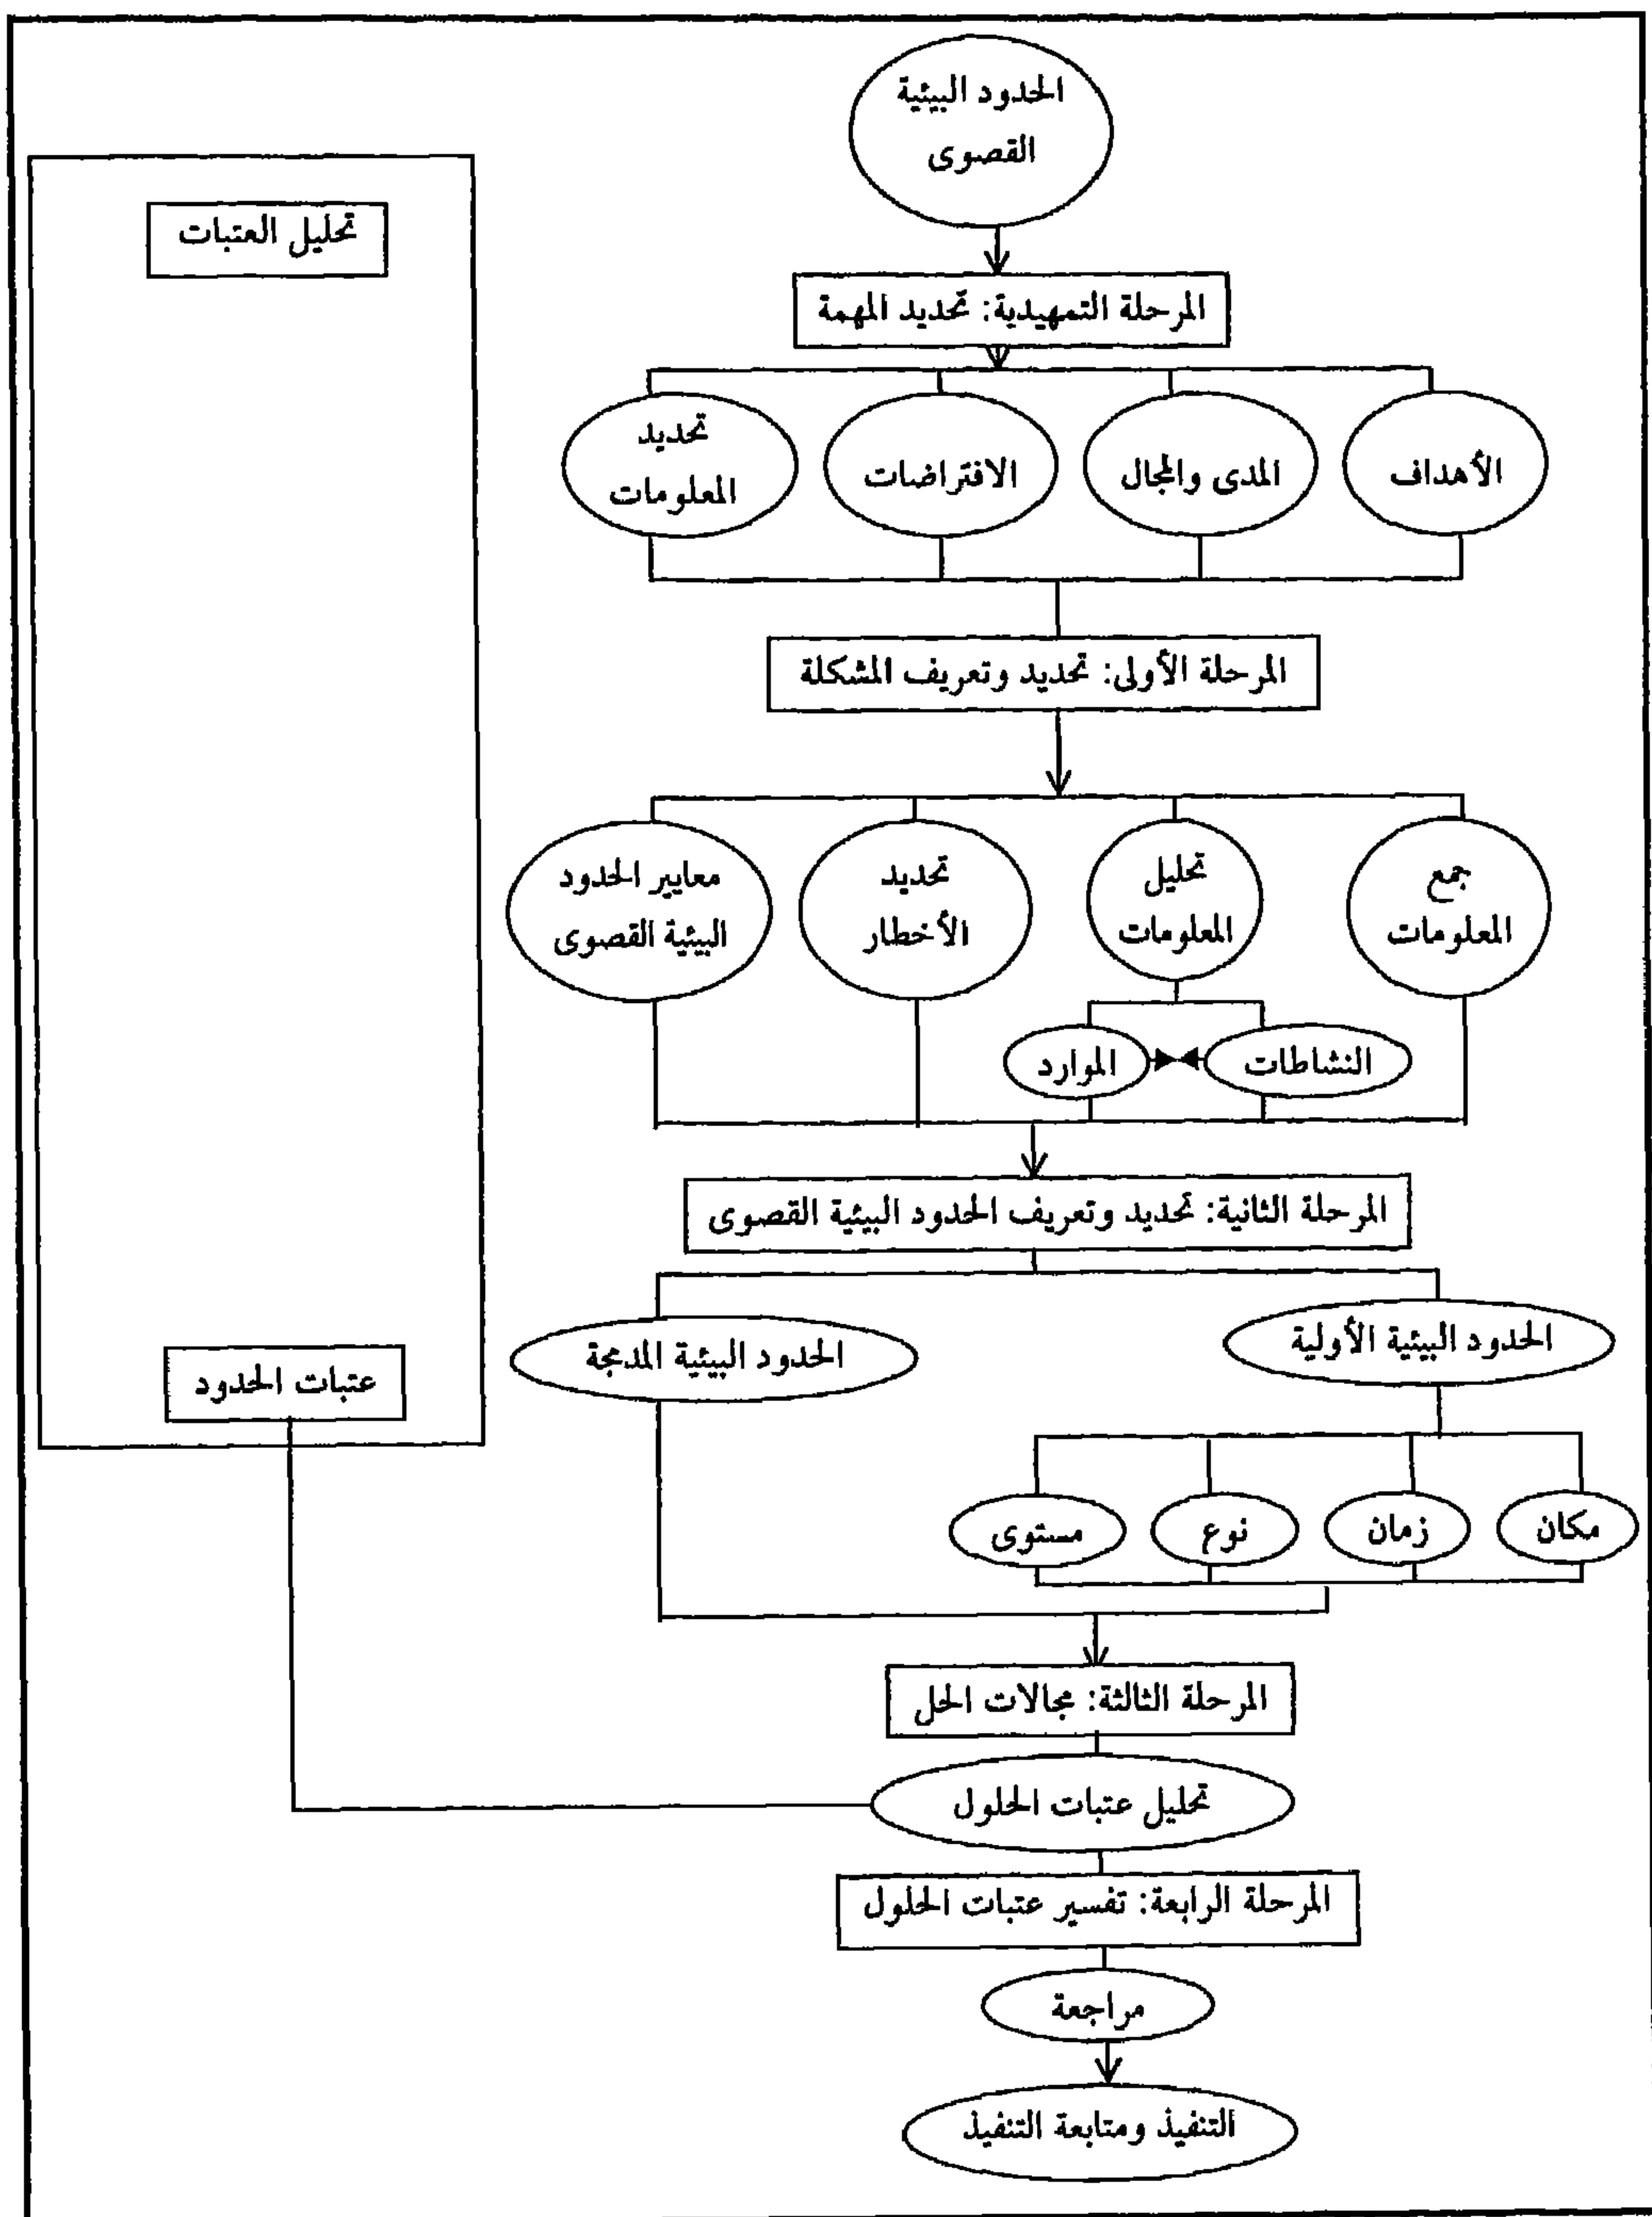 الحدود البيئية
القصوى
تحليل العتبات
المرحلة التمهيدية: تحديد المهمة
الأهداف
المدى والمجال
الافتراضات
تحديد
المعلومات
المرحلة الأولى: تحديد وتعريف المشكلة
جمع
المعلومات
تحليل
المعلومات
تحديد
الأخطار
معايير الحدود
البيئية القصوى
النشاطات
الموارد
المرحلة الثانية: تحديد وتعريف الحدود البيئية القصوى
الحدود البيئية الأولية
الحدود البيئية المدمجة
عتبات الحدود
مكان
زمان
نوع
مستوى
المرحلة الثالثة: مجالات الحل
تحليل عتبات الحلول
المرحلة الرابعة: تفسير عتبات الحلول
مراجعة
التنفيذ ومتابعة التنفيذ